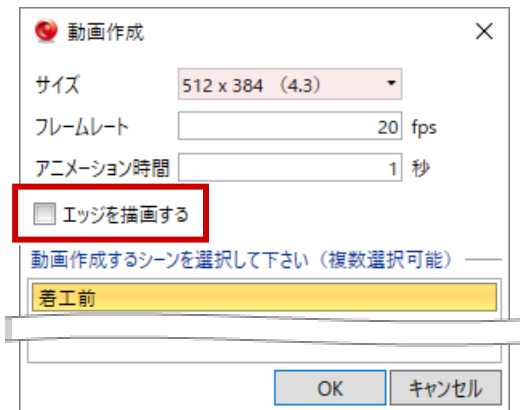 動画作成
サイズ 512 x 384 （4.3）
フレームレート 20 fps
アニメーション時間 1 秒
エッジを描画する
動画作成するシーンを選択して下さい（複数選択可能）
着工前
OK キャンセル